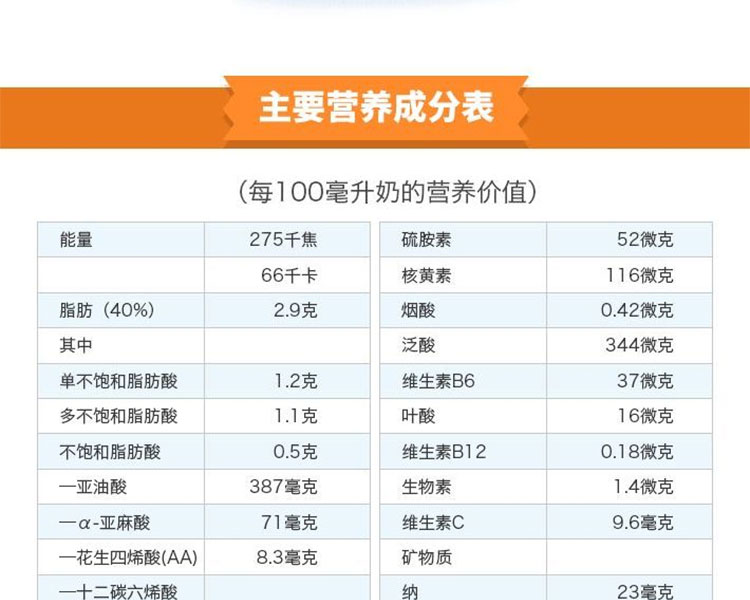 主要营养成分表
（每100毫升奶的营养价值）
能量 275千焦
66千卡
脂肪（40%） 2.9克
其中
单不饱和脂肪酸 1.2克
多不饱和脂肪酸 1.1克
不饱和脂肪酸 0.5克
—亚油酸 387毫克
—α-亚麻酸 71毫克
—花生四烯酸(AA) 8.3毫克
—十二碳六烯酸
硫胺素 52微克
核黄素 116微克
烟酸 0.42微克
泛酸 344微克
维生素B6 37微克
叶酸 16微克
维生素B12 0.18微克
生物素 1.4微克
维生素C 9.6毫克
矿物质
纳 23毫克